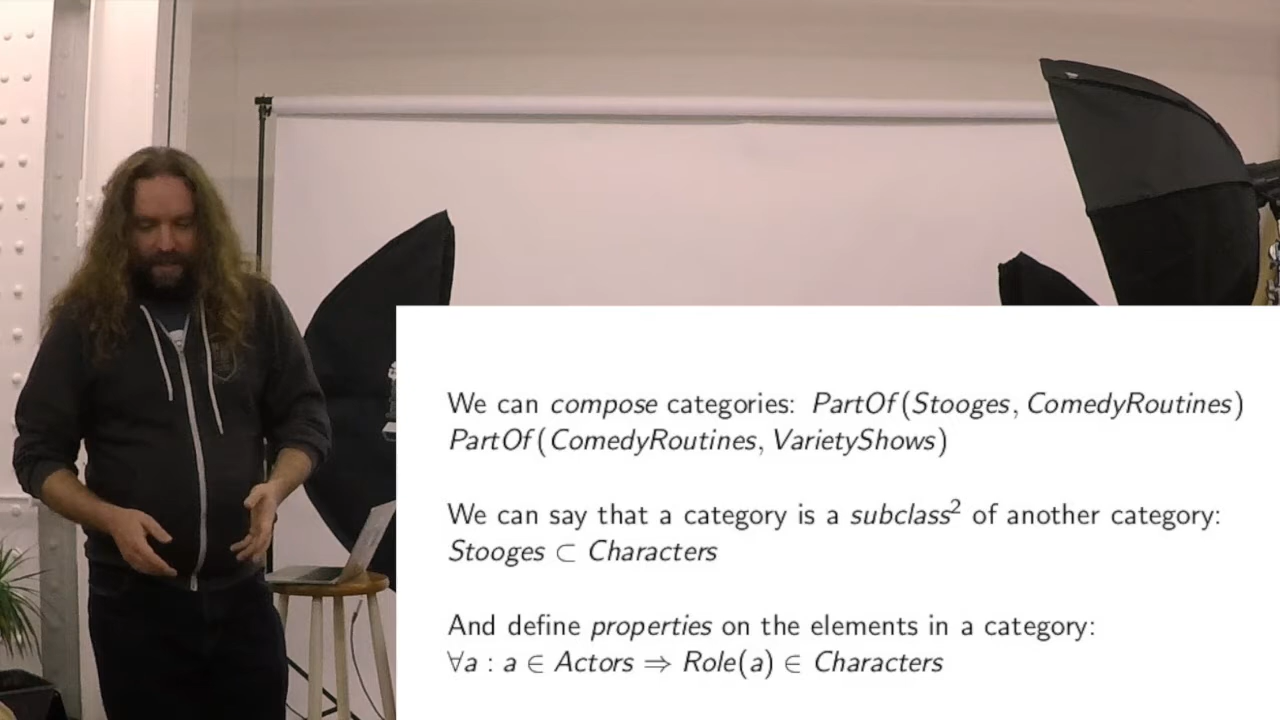 We can compose categories: PartOf(Stooges, ComedyRoutines)
PartOf(ComedyRoutines, VarietyShows)
We can say that a category is a subclass² of another category:
Stooges ⊂ Characters
And define properties on the elements in a category:
∀a : a ∈ Actors ⇒ Role(a) ∈ Characters